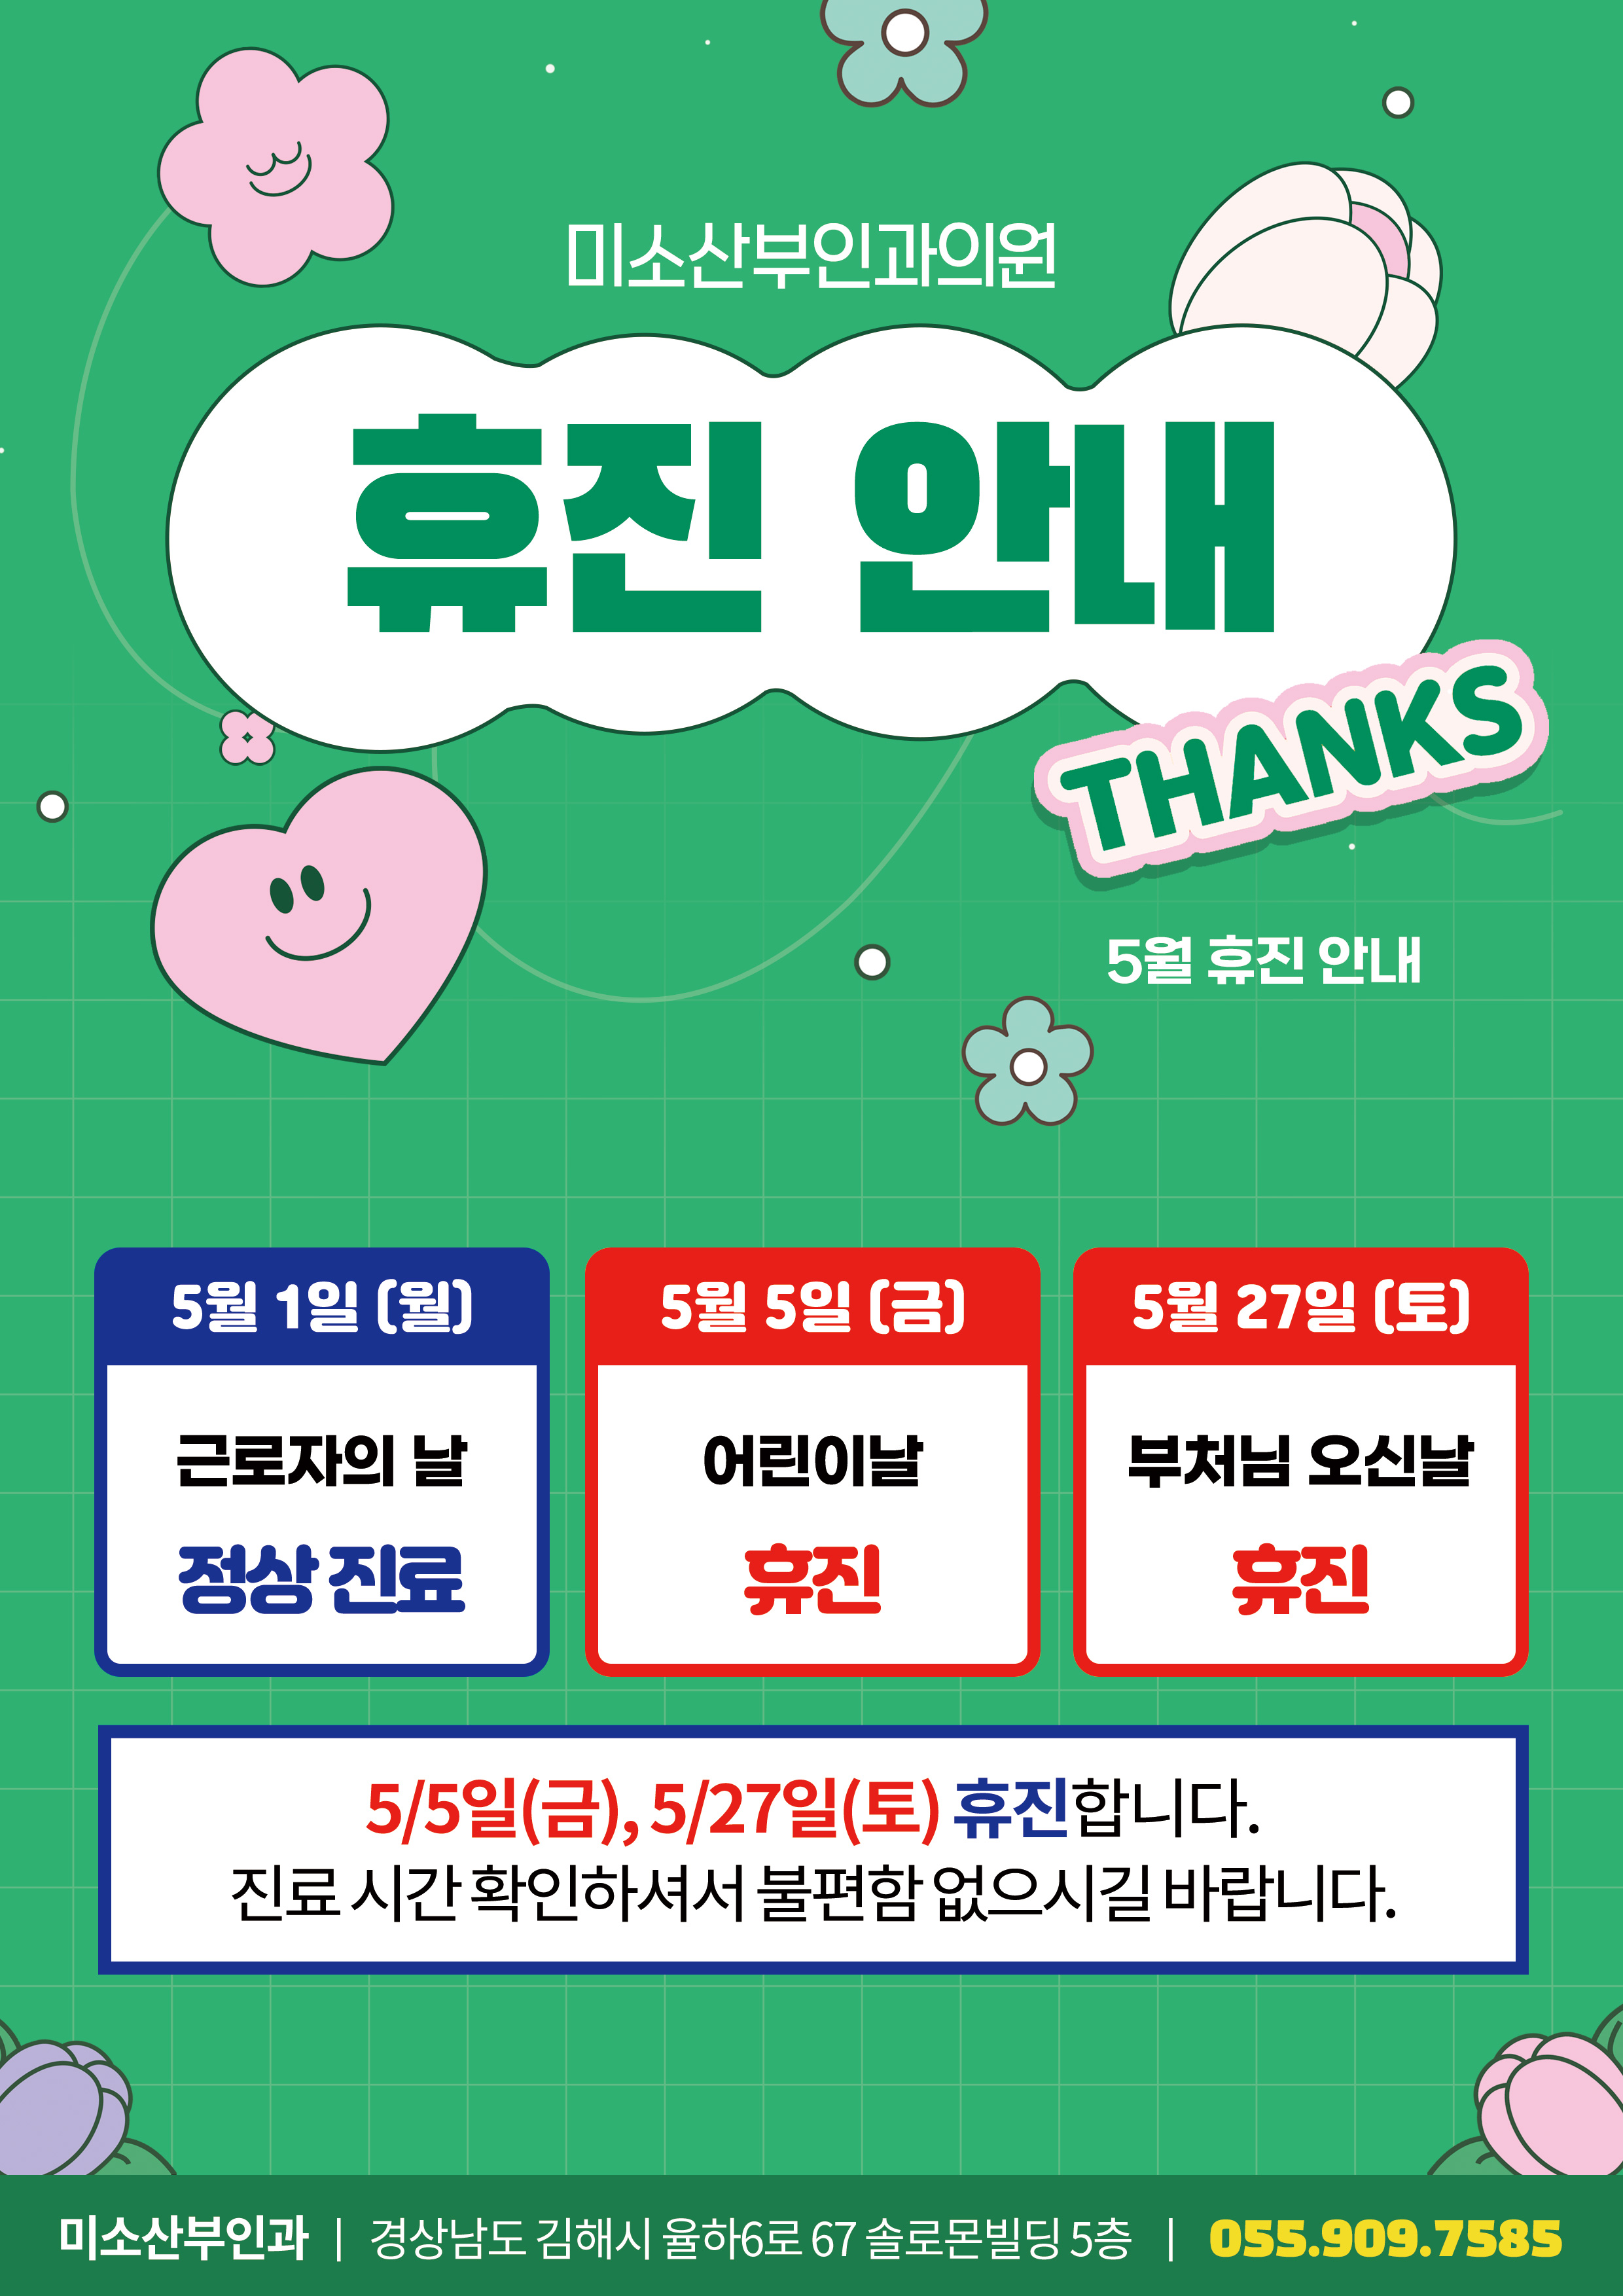 미소산부인과의원
휴진 안내
THANKS
5월 휴진 안내
5월 1일 (월)
근로자의 날
정상 진료
5월 5일 (금)
어린이날
휴진
5월 27일 (토)
부처님 오신날
휴진
5/5일(금), 5/27일(토) 휴진합니다.
진료 시간 확인하셔서 불편함 없으시길 바랍니다.
미소산부인과 | 경상남도 김해시 율하6로 67 솔로몬빌딩 5층 | 055.909.7585